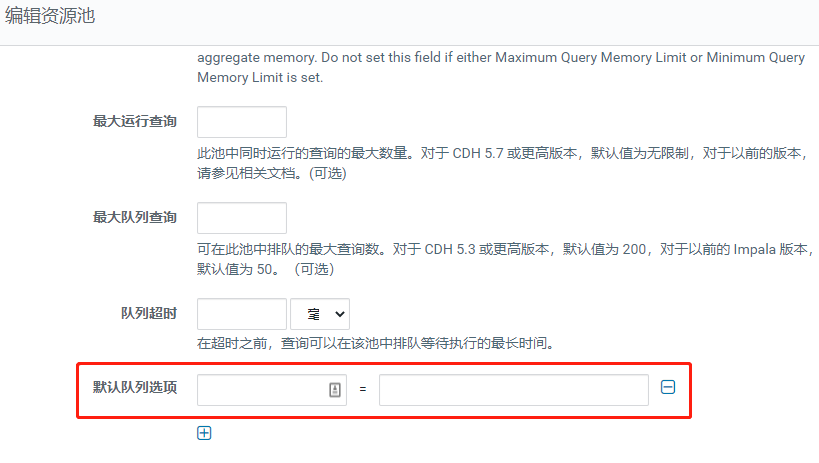 编辑资源池
aggregate memory. Do not set this field if either Maximum Query Memory Limit or Minimum Query
Memory Limit is set.
最大运行查询
此池中同时运行的查询的最大数量。对于 CDH 5.7 或更高版本，默认值为无限制，对于以前的版本，
请参见相关文档。(可选)
最大队列查询
可在此池中排队的最大查询数。对于 CDH 5.3 或更高版本，默认值为 200，对于以前的 Impala 版本，
默认值为 50。（可选）
队列超时
毫
在超时之前，查询可以在该池中排队等待执行的最长时间。
默认队列选项 =